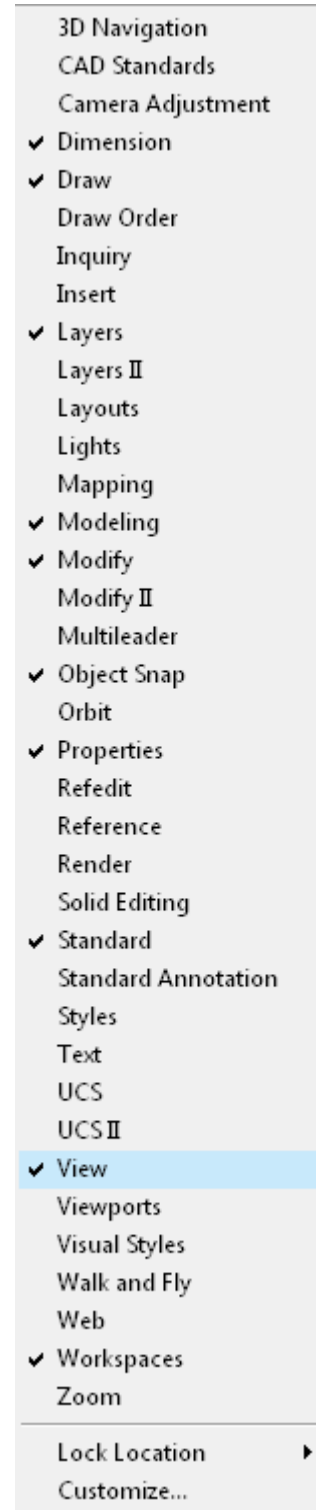 3D Navigation
CAD Standards
Camera Adjustment
✔ Dimension
✔ Draw
Draw Order
Inquiry
Insert
✔ Layers
Layers II
Layouts
Lights
Mapping
✔ Modeling
✔ Modify
Modify II
Multileader
✔ Object Snap
Orbit
✔ Properties
Refedit
Reference
Render
Solid Editing
✔ Standard
Standard Annotation
Styles
Text
UCS
UCS II
✔ View
Viewports
Visual Styles
Walk and Fly
Web
✔ Workspaces
Zoom
Lock Location
Customize...